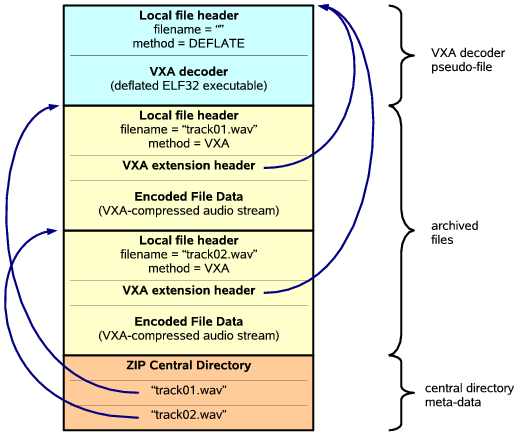 Local file header
filename = “”
method = DEFLATE
VXA decoder
(deflated ELF32 executable)
VXA decoder
pseudo-file
Local file header
filename = “track01.wav”
method = VXA
VXA extension header
Encoded File Data
(VXA-compressed audio stream)
Local file header
filename = “track02.wav”
method = VXA
VXA extension header
Encoded File Data
(VXA-compressed audio stream)
archived
files
ZIP Central Directory
“track01.wav”
“track02.wav”
central directory
meta-data